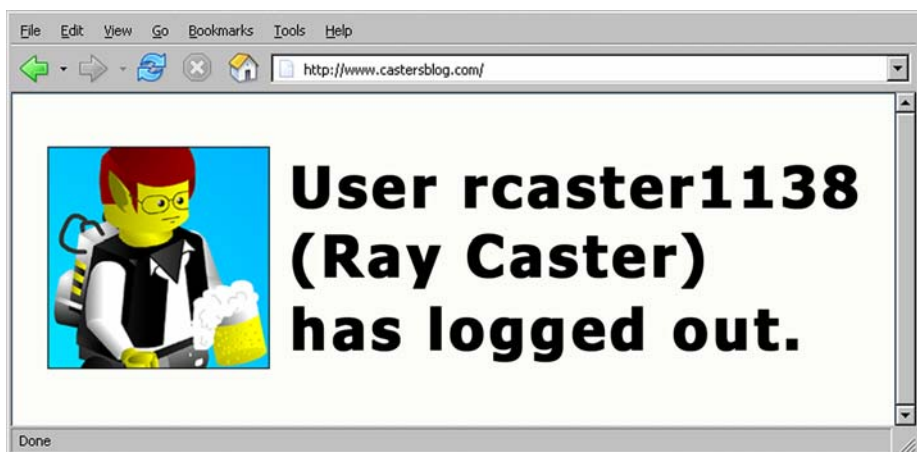 File Edit View Go Bookmarks Tools Help
http://www.castersblog.com/
User rcaster1138
(Ray Caster)
has logged out.
Done